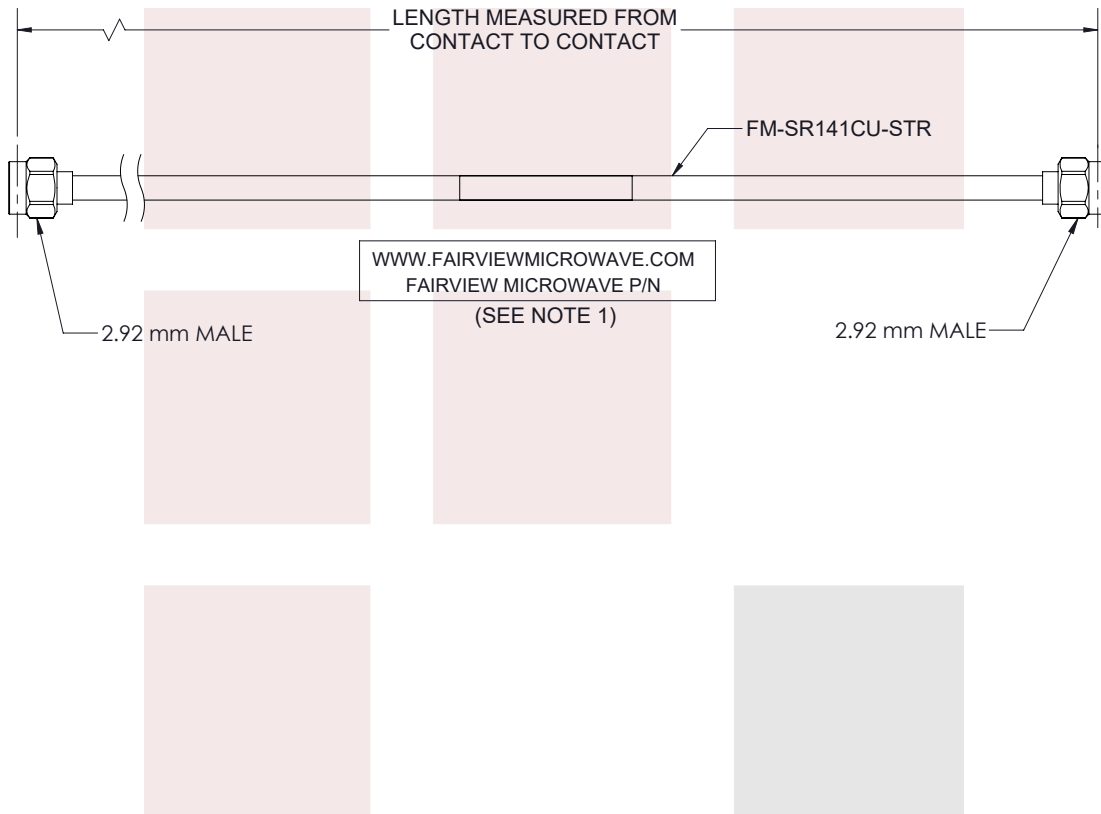 LENGTH MEASURED FROM
CONTACT TO CONTACT
FM-SR141CU-STR
WWW.FAIRVIEWMICROWAVE.COM
FAIRVIEW MICROWAVE P/N
(SEE NOTE 1)
2.92 mm MALE
2.92 mm MALE